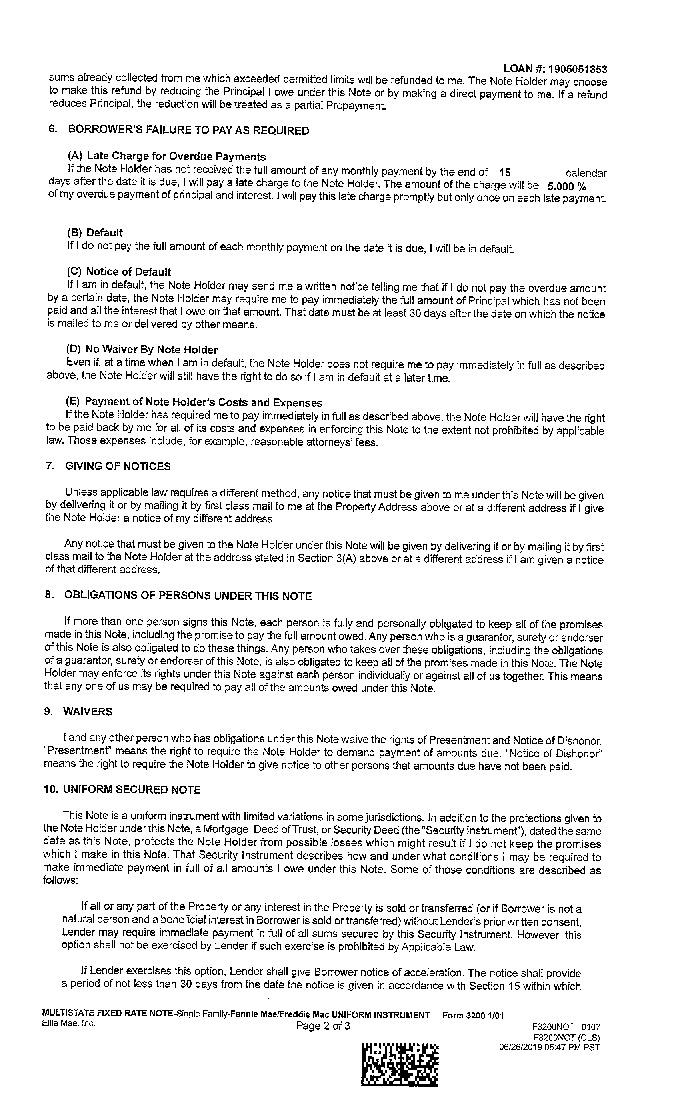 LOAN #: 1905051353
sums already collected from me which exceeded permitted limits will be refunded to me. The Note Holder may choose
to make this refund by reducing the Principal I owe under this Note or by making a direct payment to me. If a refund
reduces Principal, the reduction will be treated as a partial Prepayment.
6. BORROWER'S FAILURE TO PAY AS REQUIRED
(A) Late Charge for Overdue Payments
If the Note Holder has not received the full amount of any monthly payment by the end of 15 calendar
days after the date it is due, I will pay a late charge to the Note Holder. The amount of the charge will be 5.000 %
of my overdue payment of principal and interest. I will pay this late charge promptly but only once on each late payment.
(B) Default
If I do not pay the full amount of each monthly payment on the date it is due, I will be in default.
(C) Notice of Default
If I am in default, the Note Holder may send me a written notice telling me that if I do not pay the overdue amount
by a certain date, the Note Holder may require me to pay immediately the full amount of Principal which has not been
paid and all the interest that I owe on that amount. That date must be at least 30 days after the date on which the notice
is mailed to me or delivered by other means.
(D) No Waiver By Note Holder
Even if, at a time when I am in default, the Note Holder does not require me to pay immediately in full as described
above, the Note Holder will still have the right to do so if I am in default at a later time.
(E) Payment of Note Holder's Costs and Expenses
If the Note Holder has required me to pay immediately in full as described above, the Note Holder will have the right
to be paid back by me for all of its costs and expenses in enforcing this Note to the extent not prohibited by applicable
law. Those expenses include, for example, reasonable attorneys' fees.
7. GIVING OF NOTICES
Unless applicable law requires a different method, any notice that must be given to me under this Note will be given
by delivering it or by mailing it by first class mail to me at the Property Address above or at a different address if I give
the Note Holder a notice of my different address.
Any notice that must be given to the Note Holder under this Note will be given by delivering it or by mailing it by first
class mail to the Note Holder at the address stated in Section 3(A) above or at a different address if I am given a notice
of that different address.
8. OBLIGATIONS OF PERSONS UNDER THIS NOTE
If more than one person signs this Note, each person is fully and personally obligated to keep all of the promises
made in this Note, including the promise to pay the full amount owed. Any person who is a guarantor, surety or endorser
of this Note is also obligated to do these things. Any person who takes over these obligations, including the obligations
of a guarantor, surety or endorser of this Note, is also obligated to keep all of the promises made in this Note. The Note
Holder may enforce its rights under this Note against each person individually or against all of us together. This means
that any one of us may be required to pay all of the amounts owed under this Note.
9. WAIVERS
I and any other person who has obligations under this Note waive the rights of Presentment and Notice of Dishonor.
"Presentment" means the right to require the Note Holder to demand payment of amounts due. "Notice of Dishonor"
means the right to require the Note Holder to give notice to other persons that amounts due have not been paid.
10. UNIFORM SECURED NOTE
This Note is a uniform instrument with limited variations in some jurisdictions. In addition to the protections given to
the Note Holder under this Note, a Mortgage, Deed of Trust, or Security Deed (the "Security Instrument"), dated the same
date as this Note, protects the Note Holder from possible losses which might result if I do not keep the promises
which I make in this Note. That Security Instrument describes how and under what conditions I may be required to
make immediate payment in full of all amounts I owe under this Note. Some of those conditions are described as
follows:
If all or any part of the Property or any interest in the Property is sold or transferred (or if Borrower is not a
natural person and a beneficial interest in Borrower is sold or transferred) without Lender's prior written consent,
Lender may require immediate payment in full of all sums secured by this Security Instrument. However, this
option shall not be exercised by Lender if such exercise is prohibited by Applicable Law.
If Lender exercises this option, Lender shall give Borrower notice of acceleration. The notice shall provide
a period of not less than 30 days from the date the notice is given in accordance with Section 15 within which
MULTISTATE FIXED RATE NOTE-Single Family-Fannie Mae/Freddie Mac UNIFORM INSTRUMENT Form 3200 1/01
Ellie Mae, Inc. Page 2 of 3 F3200NOT 0107
F3200NOT (CLS)
06/26/2019 05:47 PM PST